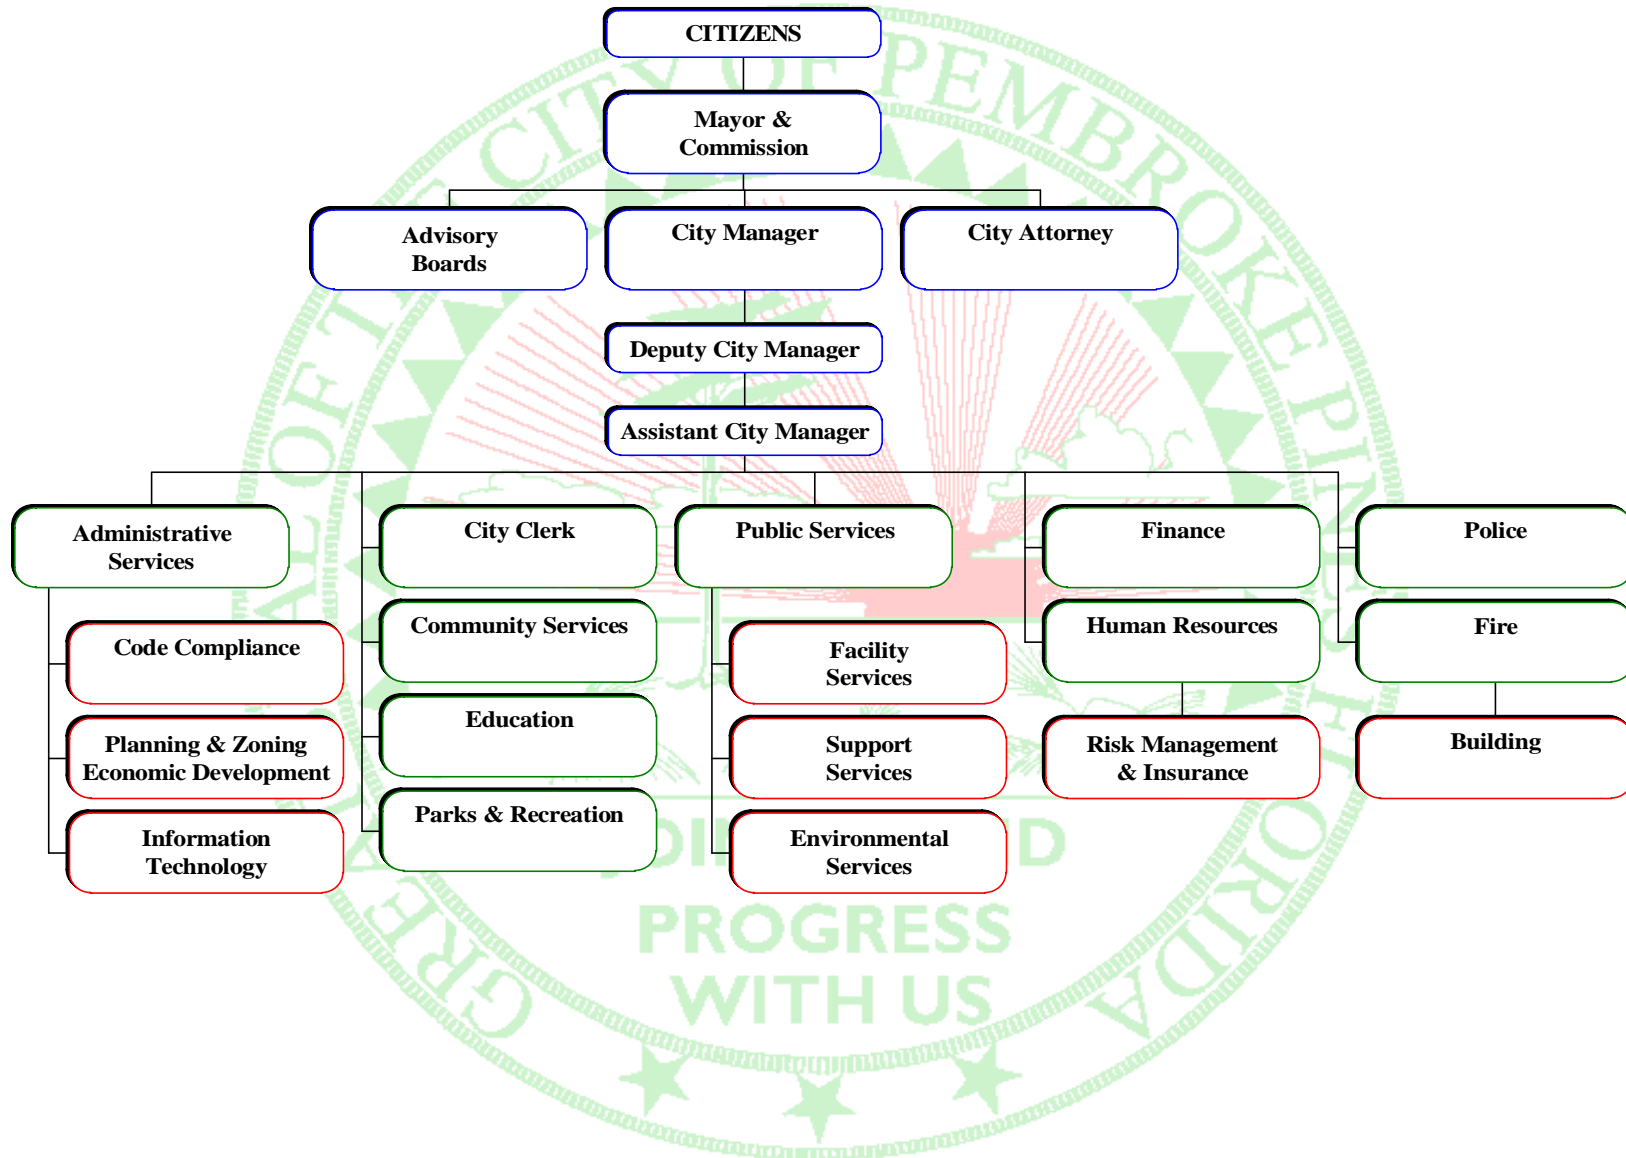 CITIZENS
Mayor &
Commission
Advisory
Boards
City Manager
City Attorney
Deputy City Manager
Assistant City Manager
Administrative
Services
City Clerk
Public Services
Finance
Police
Code Compliance
Community Services
Facility
Services
Human Resources
Fire
Planning & Zoning
Economic Development
Education
Support
Services
Risk Management
& Insurance
Building
Information
Technology
Parks & Recreation
Environmental
Services
PROGRESS
WITH US